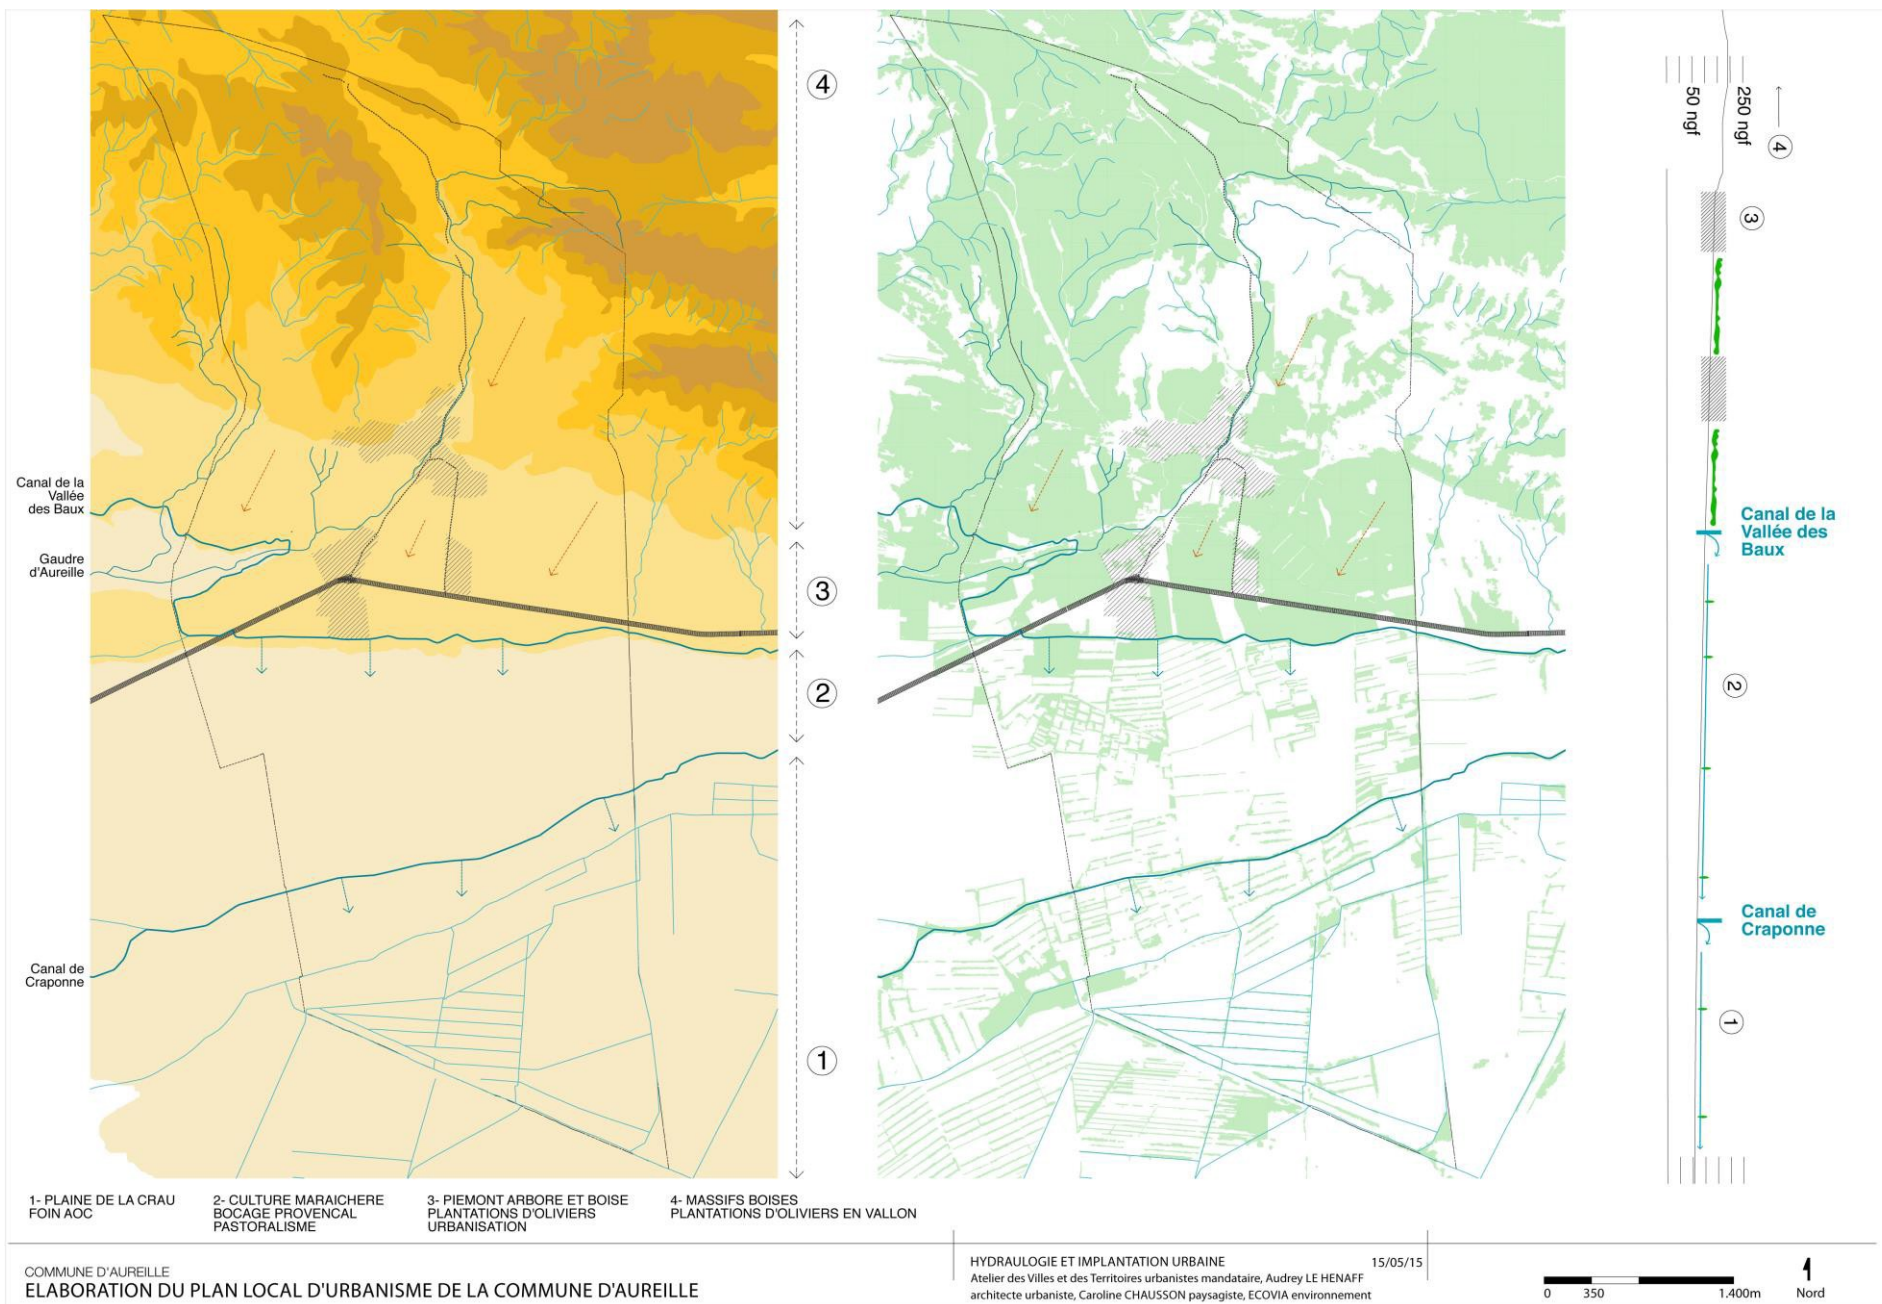 4
3
2
1
Canal de la
Vallée
des Baux
Gaudre
d'Aureille
Canal de
Craponne
50 ngf
250 ngf
4
3
Canal de la
Vallée des
Baux
2
Canal de
Craponne
1
1- PLAINE DE LA CRAU
FOIN AOC
2- CULTURE MARAICHERE
BOCAGE PROVENCAL
PASTORALISME
3- PIEMONT ARBORE ET BOISE
PLANTATIONS D'OLIVIERS
URBANISATION
4- MASSIFS BOISES
PLANTATIONS D'OLIVIERS EN VALLON
COMMUNE D'AUREILLE
ELABORATION DU PLAN LOCAL D'URBANISME DE LA COMMUNE D'AUREILLE
HYDRAULOGIE ET IMPLANTATION URBAINE 15/05/15
Atelier des Villes et des Territoires urbanistes mandataire, Audrey LE HENAFF
architecte urbaniste, Caroline CHAUSSON paysagiste, ECOVIA environnement
0 350 1.400m
Nord